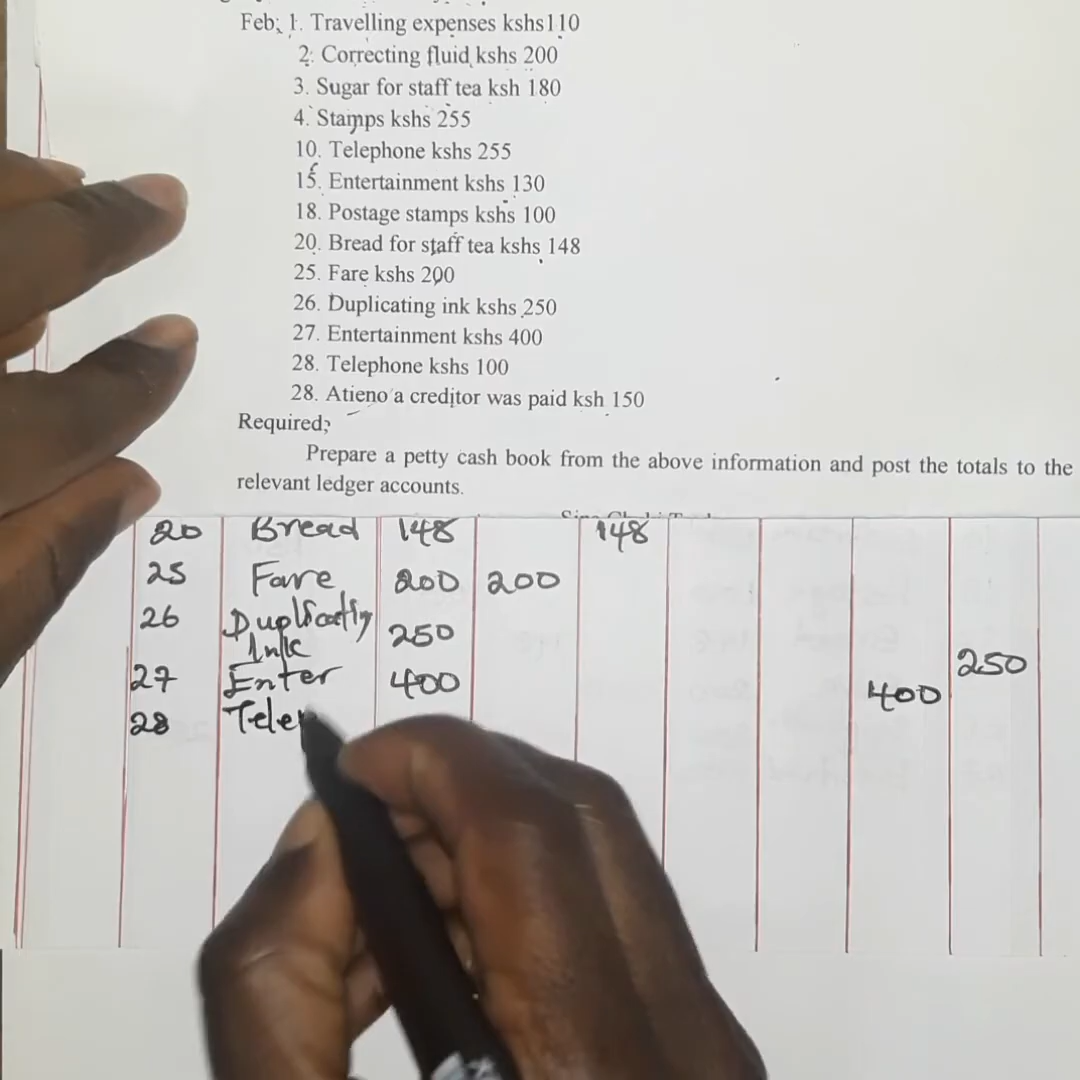 Feb; 1. Travelling expenses kshs110
2. Correcting fluid kshs 200
3. Sugar for staff tea ksh 180
4. Stamps kshs 255
10. Telephone kshs 255
15. Entertainment kshs 130
18. Postage stamps kshs 100
20. Bread for staff tea kshs 148
25. Fare kshs 200
26. Duplicating ink kshs 250
27. Entertainment kshs 400
28. Telephone kshs 100
28. Atieno a creditor was paid ksh 150
Required;
Prepare a petty cash book from the above information and post the totals to the
relevant ledger accounts.
20 Bread 148 148
25 Fare 200 200
26 Duplicating
Ink 250 250
27 Enter 400 400
28 Telep